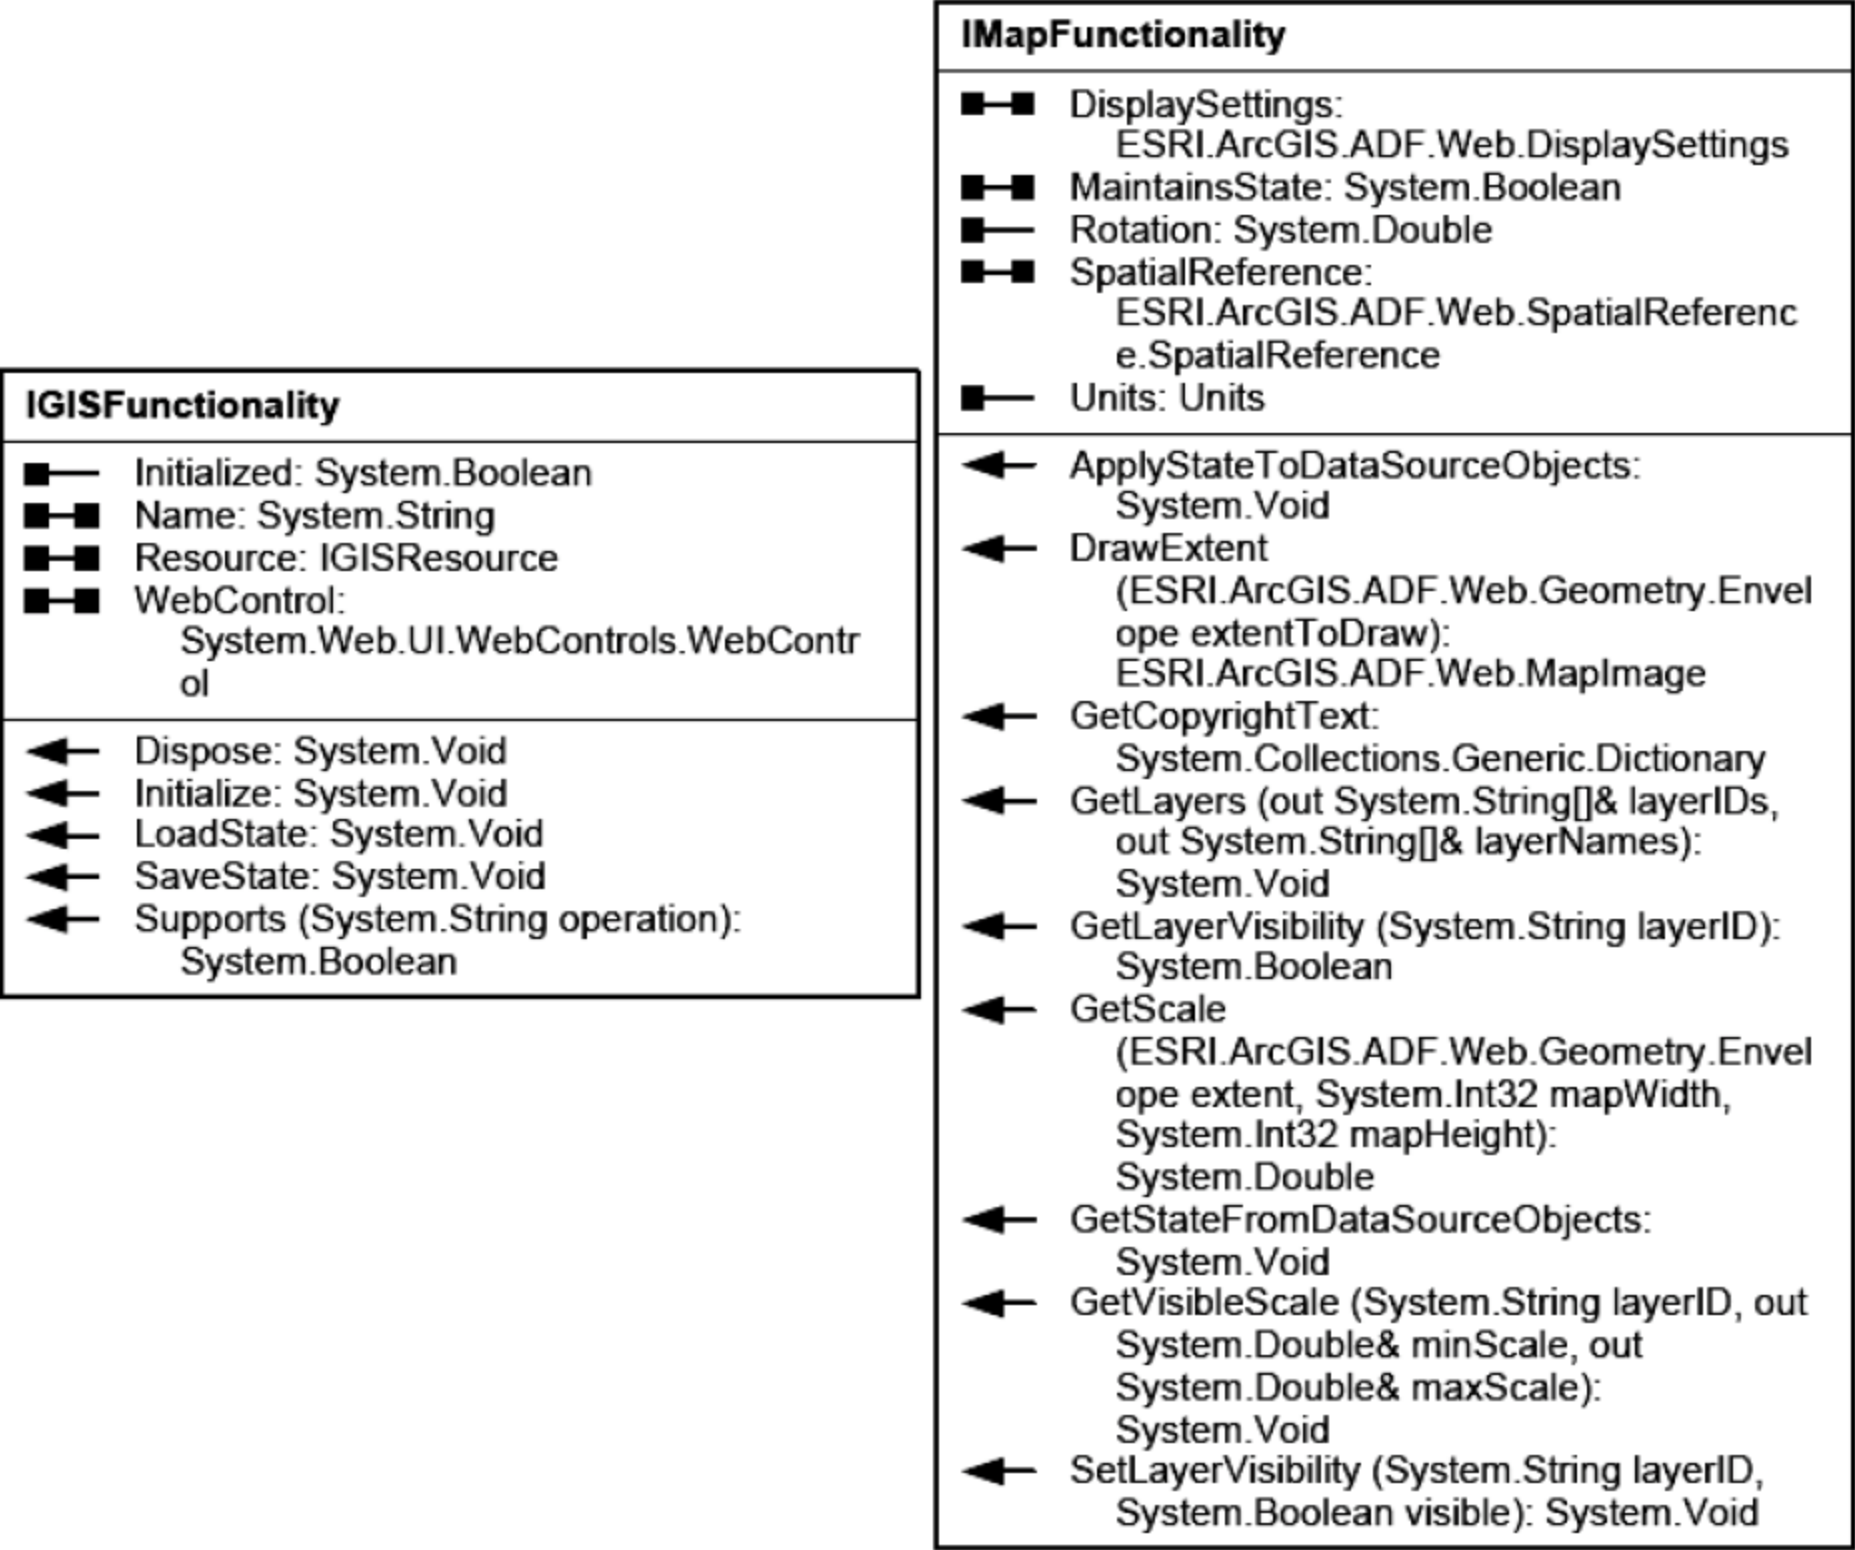 IGISFunctionality
Initialized: System.Boolean
Name: System.String
Resource: IGISResource
WebControl:
System.Web.UI.WebControls.WebContr
ol
Dispose: System.Void
Initialize: System.Void
LoadState: System.Void
SaveState: System.Void
Supports (System.String operation):
System.Boolean
IMapFunctionality
DisplaySettings:
ESRI.ArcGIS.ADF.Web.DisplaySettings
MaintainsState: System.Boolean
Rotation: System.Double
SpatialReference:
ESRI.ArcGIS.ADF.Web.SpatialReferenc
e.SpatialReference
Units: Units
ApplyStateToDataSourceObjects:
System.Void
DrawExtent
(ESRI.ArcGIS.ADF.Web.Geometry.Envel
ope extentToDraw):
ESRI.ArcGIS.ADF.Web.MapImage
GetCopyrightText:
System.Collections.Generic.Dictionary
GetLayers (out System.String[]& layerIDs,
out System.String[]& layerNames):
System.Void
GetLayerVisibility (System.String layerID):
System.Boolean
GetScale
(ESRI.ArcGIS.ADF.Web.Geometry.Envel
ope extent, System.Int32 mapWidth,
System.Int32 mapHeight):
System.Double
GetStateFromDataSourceObjects:
System.Void
GetVisibleScale (System.String layerID, out
System.Double& minScale, out
System.Double& maxScale):
System.Void
SetLayerVisibility (System.String layerID,
System.Boolean visible): System.Void